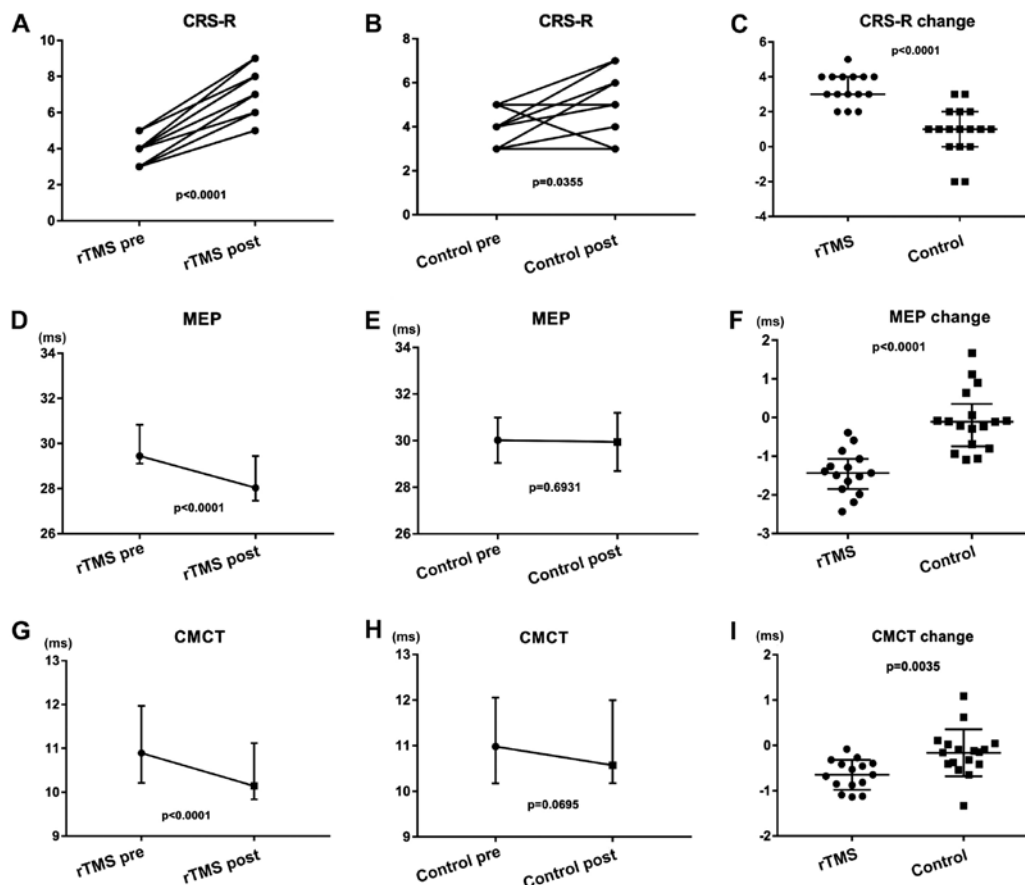 A
CRS-R
10
8
6
4
2
0
p<0.0001
rTMS pre
rTMS post
B
CRS-R
8
6
4
2
0
p=0.0355
Control pre
Control post
C
CRS-R change
p<0.0001
6
4
2
0
-2
-4
rTMS
Control
D
MEP
(ms)
34
32
30
28
26
p<0.0001
rTMS pre
rTMS post
E
MEP
(ms)
34
32
30
28
26
p=0.6931
Control pre
Control post
F
MEP change
(ms)
p<0.0001
2
1
0
-1
-2
-3
rTMS
Control
G
CMCT
(ms)
13
12
11
10
9
p<0.0001
rTMS pre
rTMS post
H
CMCT
(ms)
13
12
11
10
9
p=0.0695
Control pre
Control post
I
CMCT change
(ms)
p=0.0035
2
1
0
-1
-2
rTMS
Control